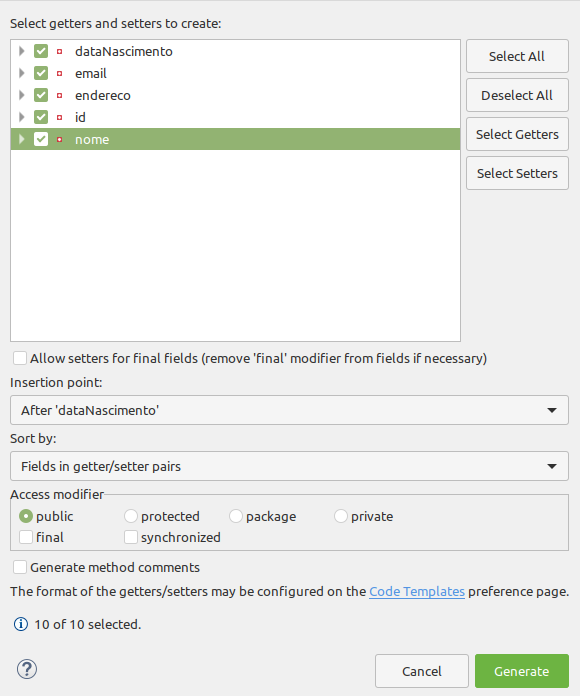 Select getters and setters to create:
dataNascimento
email
endereco
id
nome
Select All
Deselect All
Select Getters
Select Setters
Allow setters for final fields (remove 'final' modifier from fields if necessary)
Insertion point:
After 'dataNascimento'
Sort by:
Fields in getter/setter pairs
Access modifier
public protected package private
final synchronized
Generate method comments
The format of the getters/setters may be configured on the Code Templates preference page.
10 of 10 selected.
? Cancel Generate